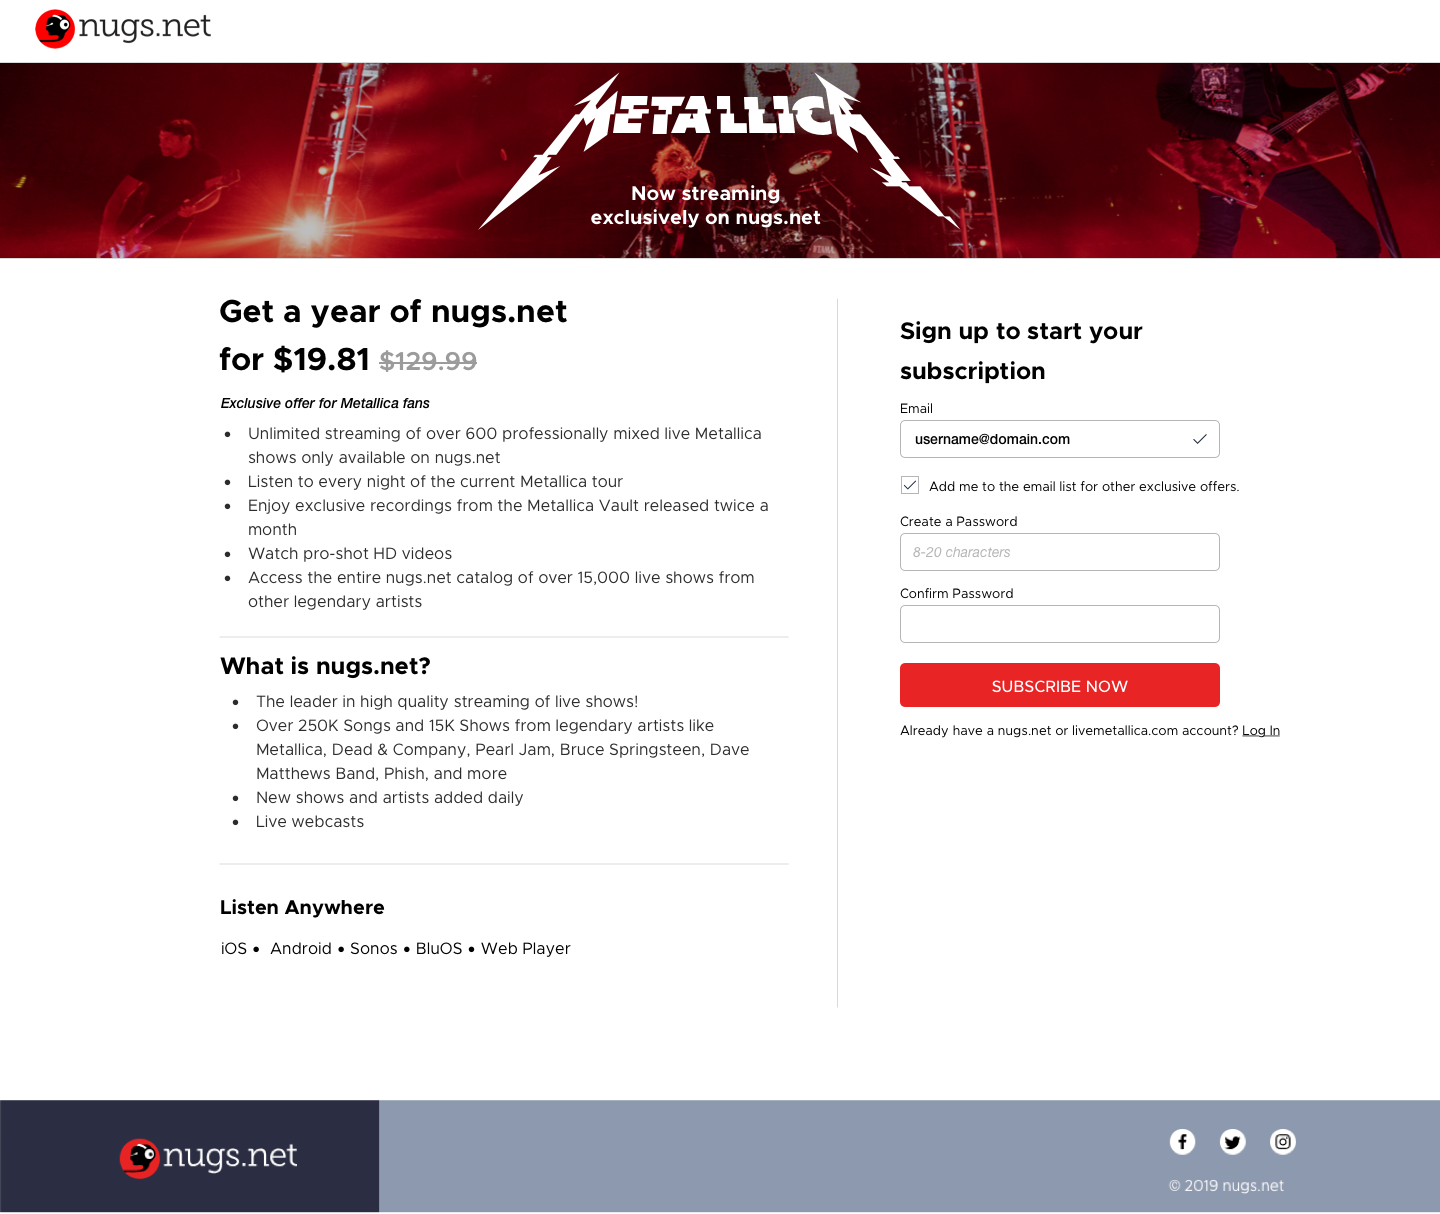 nugs.net
METALLICA
Now streaming
exclusively on nugs.net
Get a year of nugs.net
for $19.81 $129.99
Exclusive offer for Metallica fans
• Unlimited streaming of over 600 professionally mixed live Metallica
shows only available on nugs.net
• Listen to every night of the current Metallica tour
• Enjoy exclusive recordings from the Metallica Vault released twice a
month
• Watch pro-shot HD videos
• Access the entire nugs.net catalog of over 15,000 live shows from
other legendary artists
What is nugs.net?
• The leader in high quality streaming of live shows!
• Over 250K Songs and 15K Shows from legendary artists like
Metallica, Dead & Company, Pearl Jam, Bruce Springsteen, Dave
Matthews Band, Phish, and more
• New shows and artists added daily
• Live webcasts
Listen Anywhere
iOS • Android • Sonos • BluOS • Web Player
Sign up to start your
subscription
Email
username@domain.com
Add me to the email list for other exclusive offers.
Create a Password
8-20 characters
Confirm Password
SUBSCRIBE NOW
Already have a nugs.net or livemetallica.com account? Log In
nugs.net
© 2019 nugs.net